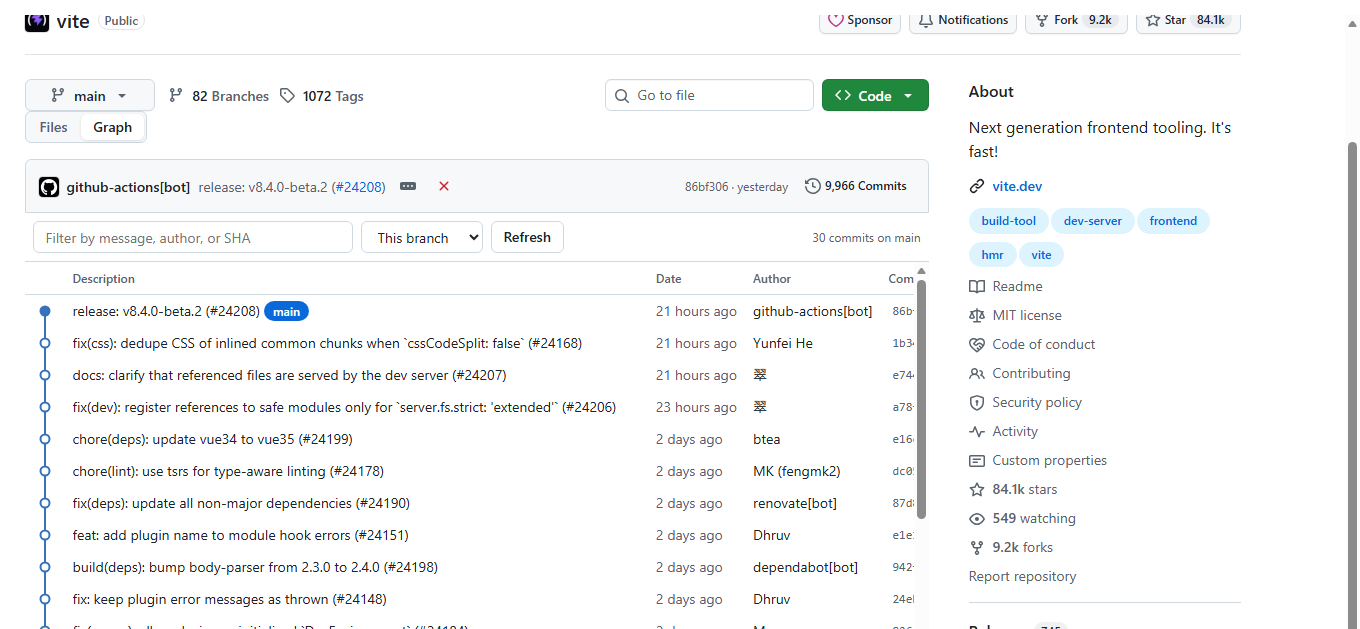 vite Public
Sponsor Notifications Fork 9.2k Star 84.1k
main 82 Branches 1072 Tags
Go to file Code
Files Graph
github-actions[bot] release: v8.4.0-beta.2 (#24208) 86bf306 · yesterday 9,966 Commits
Filter by message, author, or SHA This branch Refresh 30 commits on main
Description Date Author Com
release: v8.4.0-beta.2 (#24208) main 21 hours ago github-actions[bot] 86b
fix(css): dedupe CSS of inlined common chunks when `cssCodeSplit: false` (#24168) 21 hours ago Yunfei He 1b3
docs: clarify that referenced files are served by the dev server (#24207) 21 hours ago 翠 e74
fix(dev): register references to safe modules only for `server.fs.strict: 'extended'` (#24206) 23 hours ago 翠 a78
chore(deps): update vue34 to vue35 (#24199) 2 days ago btea e16
chore(lint): use tsrs for type-aware linting (#24178) 2 days ago MK (fengmk2) dc0
fix(deps): update all non-major dependencies (#24190) 2 days ago renovate[bot] 87d
feat: add plugin name to module hook errors (#24151) 2 days ago Dhruv e1e
build(deps): bump body-parser from 2.3.0 to 2.4.0 (#24198) 2 days ago dependabot[bot] 942
fix: keep plugin error messages as thrown (#24148) 2 days ago Dhruv 24e
About
Next generation frontend tooling. It's
fast!
vite.dev
build-tool dev-server frontend
hmr vite
Readme
MIT license
Code of conduct
Contributing
Security policy
Activity
Custom properties
84.1k stars
549 watching
9.2k forks
Report repository